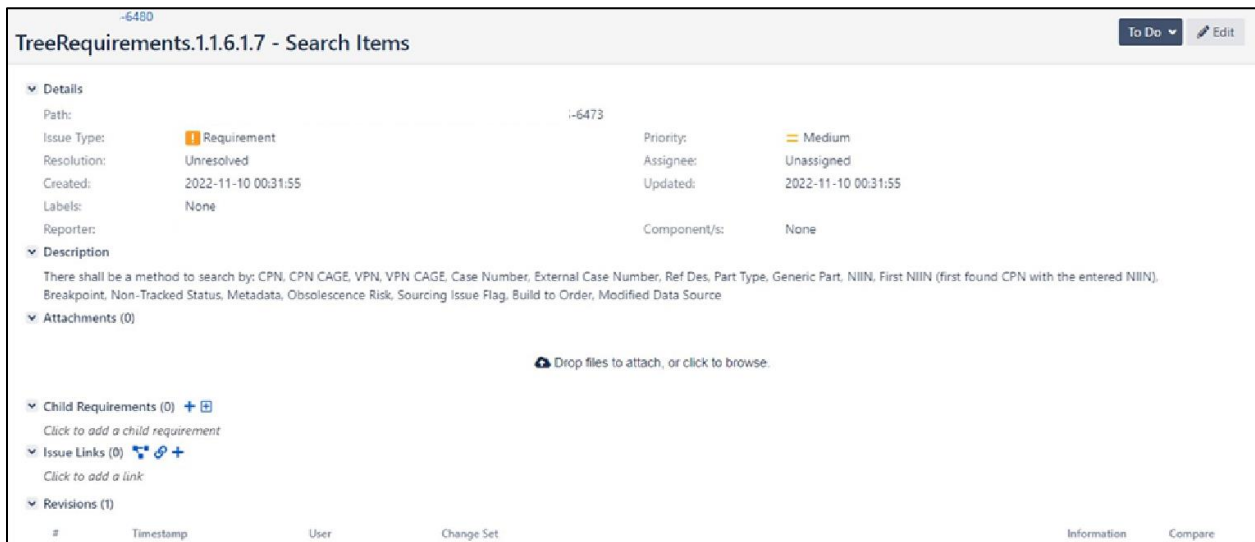 -6480
TreeRequirements.1.1.6.1.7 - Search Items
To Do
Edit
Details
Path: -6473
Issue Type: Requirement Priority: Medium
Resolution: Unresolved Assignee: Unassigned
Created: 2022-11-10 00:31:55 Updated: 2022-11-10 00:31:55
Labels: None
Reporter: Component/s: None
Description
There shall be a method to search by: CPN, CPN CAGE, VPN, VPN CAGE, Case Number, External Case Number, Ref Des, Part Type, Generic Part, NIIN, First NIIN (first found CPN with the entered NIIN),
Breakpoint, Non-Tracked Status, Metadata, Obsolescence Risk, Sourcing Issue Flag, Build to Order, Modified Data Source
Attachments (0)
Drop files to attach, or click to browse.
Child Requirements (0)
Click to add a child requirement
Issue Links (0)
Click to add a link
Revisions (1)
# Timestamp User Change Set Information Compare